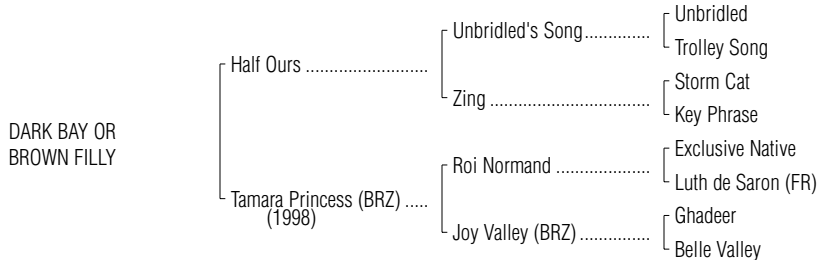 DARK BAY OR
BROWN FILLY
Half Ours ..........................
Tamara Princess (BRZ) .....
(1998)
Unbridled's Song..............
Zing ..................................
Roi Normand ....................
Joy Valley (BRZ)...............
Unbridled
Trolley Song
Storm Cat
Key Phrase
Exclusive Native
Luth de Saron (FR)
Ghadeer
Belle Valley